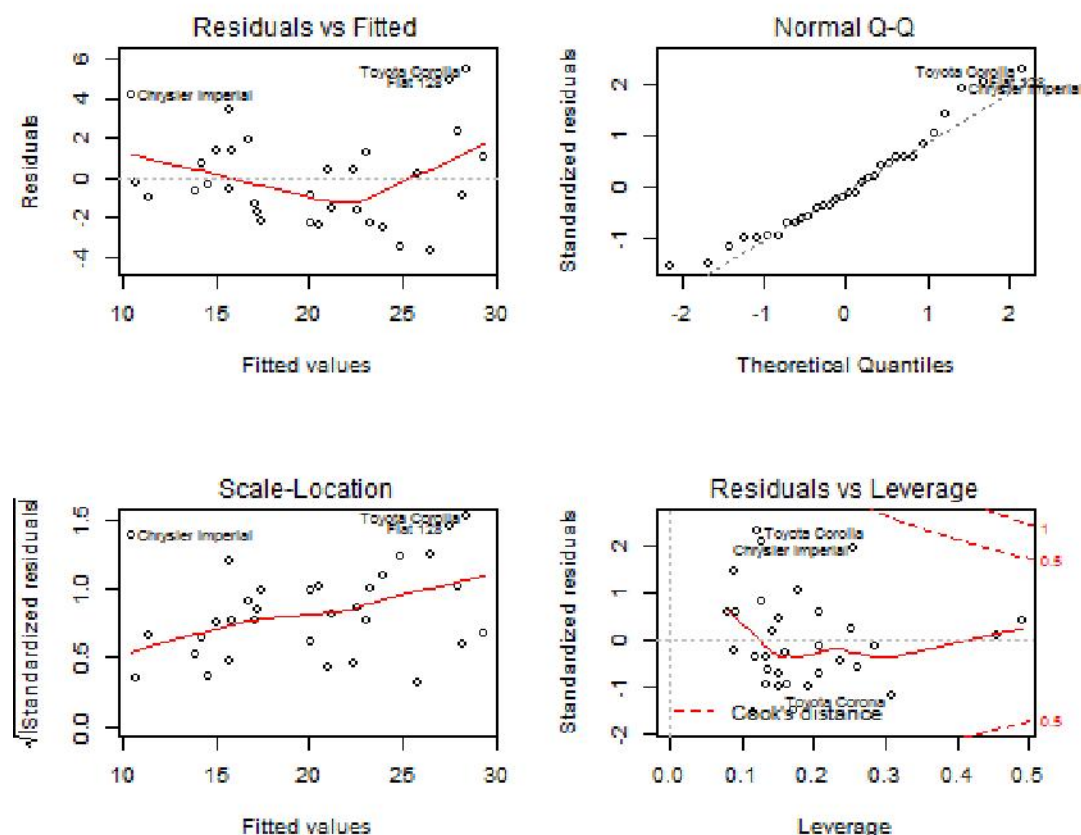 Residuals vs Fitted
Residuals
6
4
2
0
-2
-4
Toyota Corolla
Fiat 128
Chrysler Imperial
10 15 20 25 30
Fitted values
Normal Q-Q
Standardized residuals
2
1
0
-1
Toyota Corolla
Fiat 128
Chrysler Imperial
-2 -1 0 1 2
Theoretical Quantiles
Scale-Location
√|Standardized residuals|
1.5
1.0
0.5
0.0
Toyota Corolla
Fiat 128
Chrysler Imperial
10 15 20 25 30
Fitted values
Residuals vs Leverage
Standardized residuals
2
1
0
-1
-2
Toyota Corolla
Chrysler Imperial
Toyota Corona
Cook's distance
1
0.5
0.5
0.0 0.1 0.2 0.3 0.4 0.5
Leverage